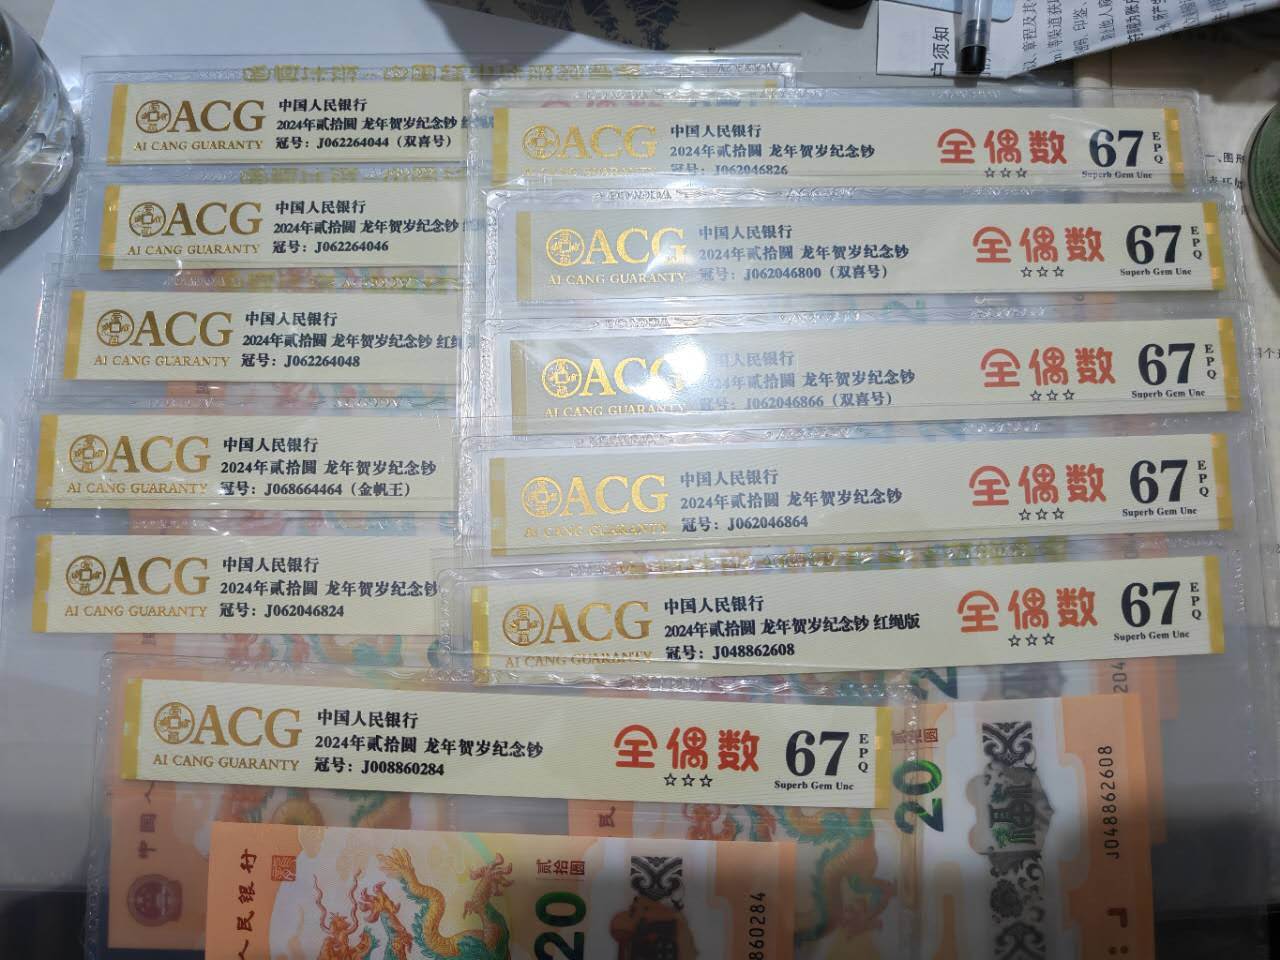 ACG
AI CANG GUARANTY
中国人民银行
2024年贰拾圆 龙年贺岁纪念钞
冠号：J062264044（双喜号）
ACG
AI CANG GUARANTY
中国人民银行
2024年贰拾圆 龙年贺岁纪念钞
冠号：J062264046
ACG
AI CANG GUARANTY
中国人民银行
2024年贰拾圆 龙年贺岁纪念钞 红绳
冠号：J062264048
ACG
AI CANG GUARANTY
中国人民银行
2024年贰拾圆 龙年贺岁纪念钞
冠号：J068664464（金帆王）
ACG
AI CANG GUARANTY
中国人民银行
2024年贰拾圆 龙年贺岁纪念钞
冠号：J062046824
ACG
AI CANG GUARANTY
中国人民银行
2024年贰拾圆 龙年贺岁纪念钞
冠号：J062046826
全偶数
☆☆☆
67 EPQ
Superb Gem Unc
ACG
AI CANG GUARANTY
中国人民银行
2024年贰拾圆 龙年贺岁纪念钞
冠号：J062046800（双喜号）
全偶数
☆☆☆
67 EPQ
Superb Gem Unc
ACG
AI CANG GUARANTY
中国人民银行
2024年贰拾圆 龙年贺岁纪念钞
冠号：J062046866（双喜号）
全偶数
☆☆☆
67 EPQ
Superb Gem Unc
ACG
AI CANG GUARANTY
中国人民银行
2024年贰拾圆 龙年贺岁纪念钞
冠号：J062046864
全偶数
☆☆☆
67 EPQ
Superb Gem Unc
ACG
AI CANG GUARANTY
中国人民银行
2024年贰拾圆 龙年贺岁纪念钞 红绳版
冠号：J048862608
全偶数
☆☆☆
67 EPQ
Superb Gem Unc
ACG
AI CANG GUARANTY
中国人民银行
2024年贰拾圆 龙年贺岁纪念钞
冠号：J008860284
全偶数
☆☆☆
67 EPQ
Superb Gem Unc
户须知
中国人
人民银行
贰拾圆
20
860284
贰拾圆
20
J048862608